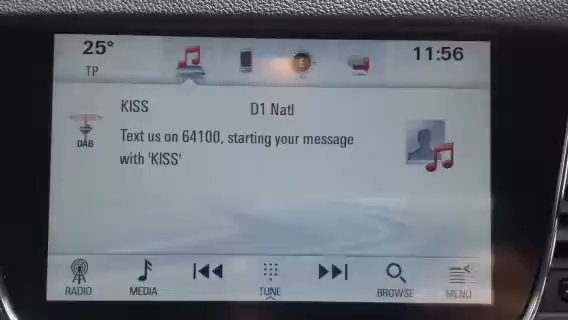 25° 11:56
TP
KISS D1 Natl
DAB Text us on 64100, starting your message
with 'KISS'
RADIO MEDIA TUNE BROWSE MENU